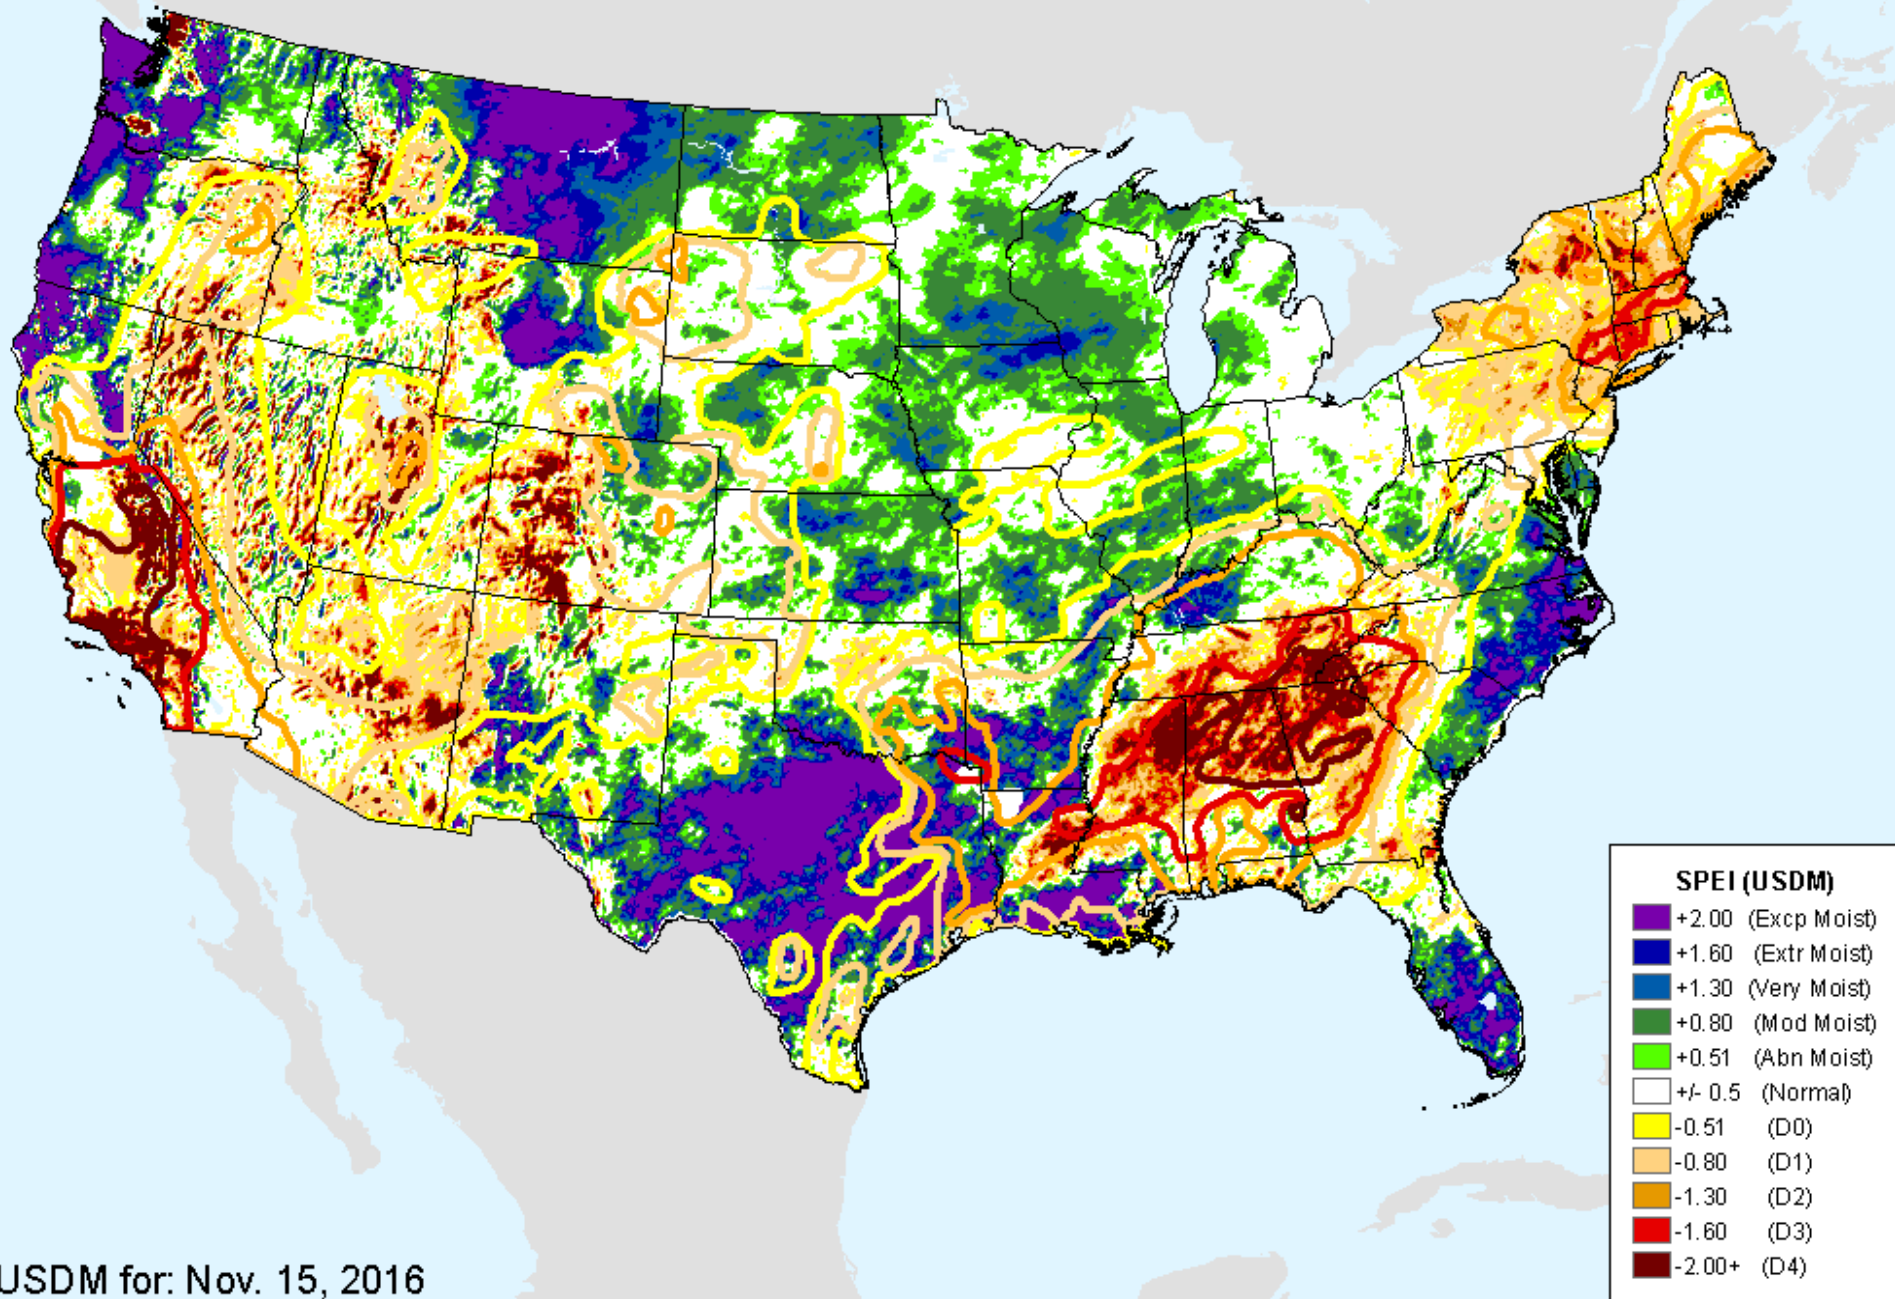 SPEI (USDM)
+2.00 (Excp Moist)
+1.60 (Extr Moist)
+1.30 (Very Moist)
+0.80 (Mod Moist)
+0.51 (Abn Moist)
+/- 0.5 (Normal)
-0.51 (D0)
-0.80 (D1)
-1.30 (D2)
-1.60 (D3)
-2.00+ (D4)
USDM for: Nov. 15, 2016